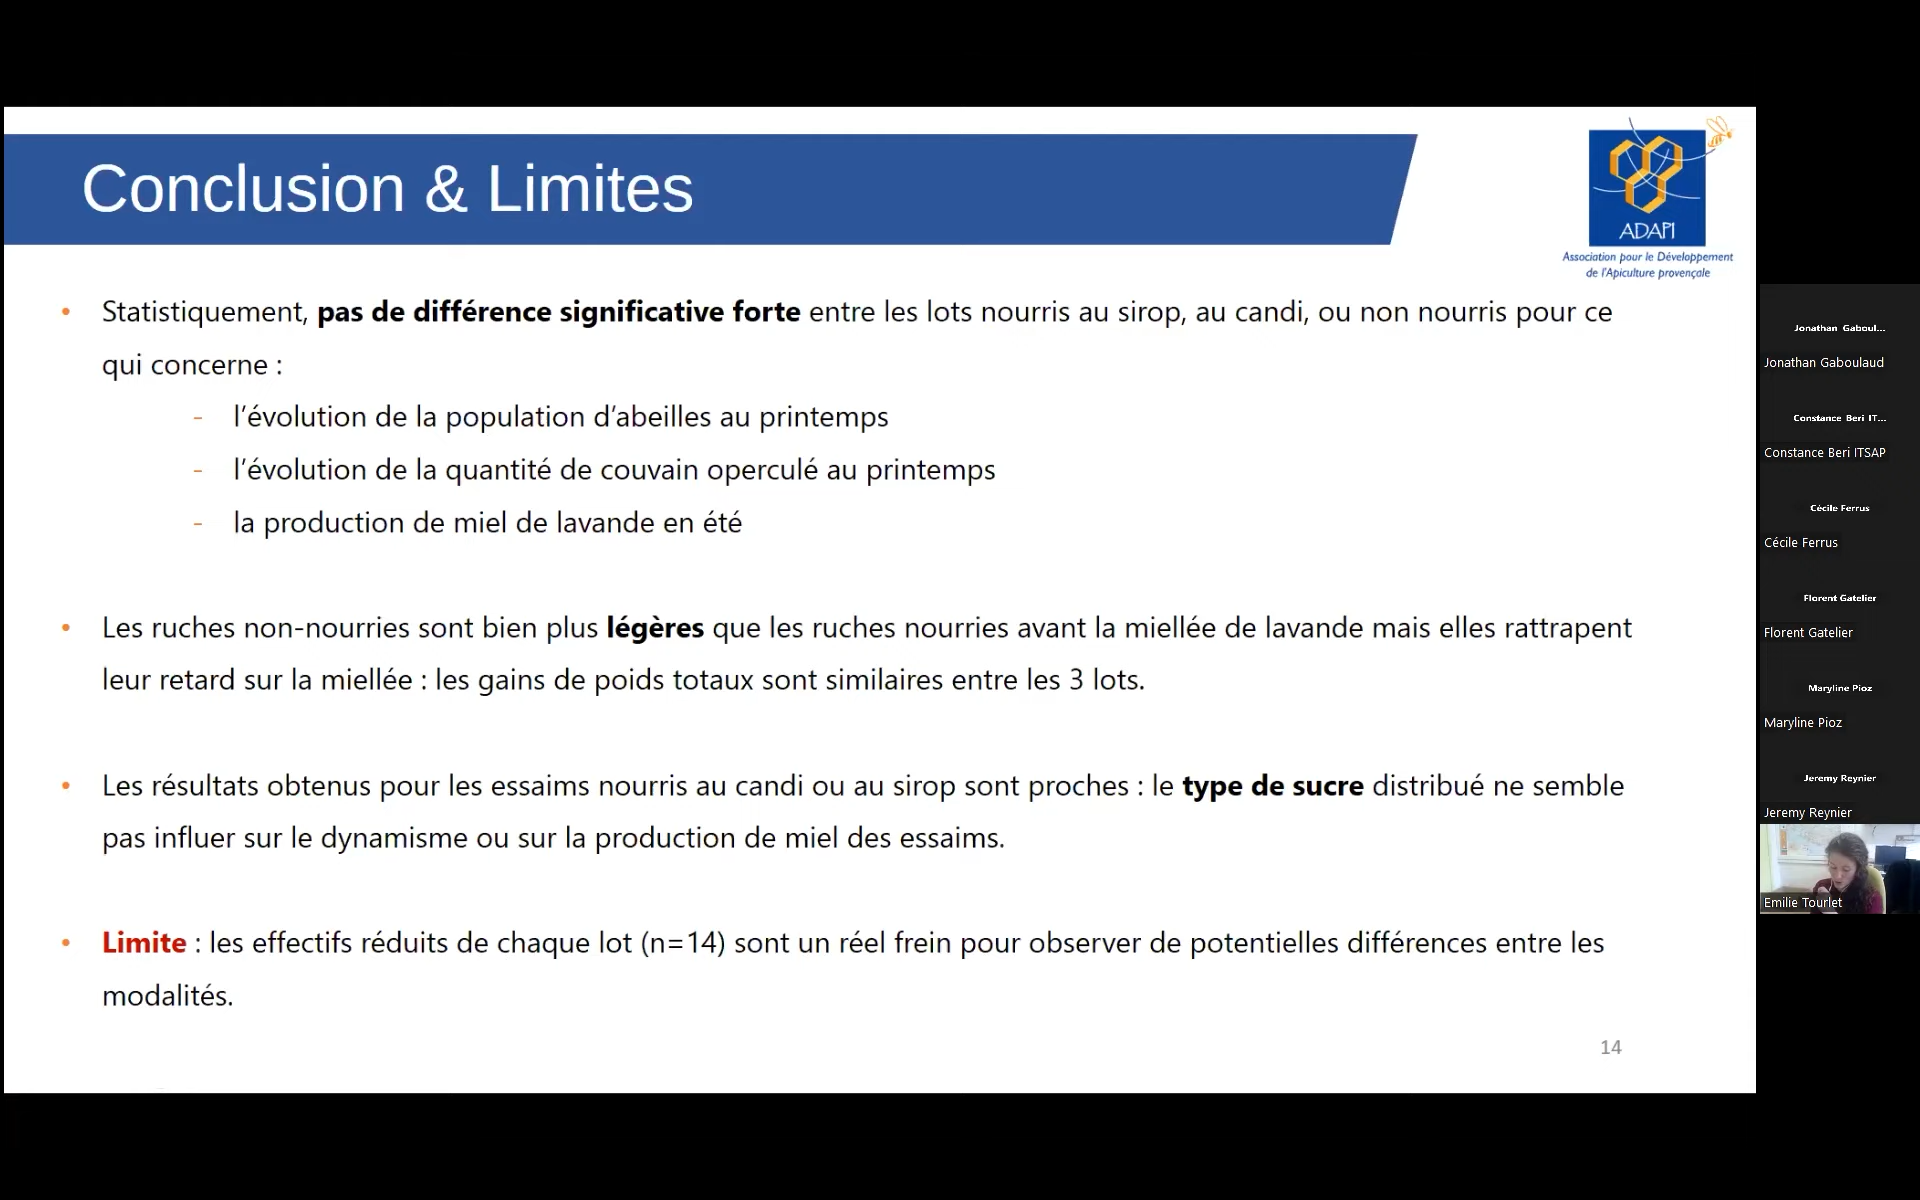 Conclusion & Limites
ADAPI
Association pour le Développement
de l'Apiculture provençale
• Statistiquement, pas de différence significative forte entre les lots nourris au sirop, au candi, ou non nourris pour ce
qui concerne :
- l’évolution de la population d’abeilles au printemps
- l’évolution de la quantité de couvain operculé au printemps
- la production de miel de lavande en été
• Les ruches non-nourries sont bien plus légères que les ruches nourries avant la miellée de lavande mais elles rattrapent
leur retard sur la miellée : les gains de poids totaux sont similaires entre les 3 lots.
• Les résultats obtenus pour les essaims nourris au candi ou au sirop sont proches : le type de sucre distribué ne semble
pas influer sur le dynamisme ou sur la production de miel des essaims.
• Limite : les effectifs réduits de chaque lot (n=14) sont un réel frein pour observer de potentielles différences entre les
modalités.
14
Jonathan Gaboul...
Jonathan Gaboulaud
Constance Beri IT...
Constance Beri ITSAP
Cécile Ferrus
Cécile Ferrus
Florent Gatelier
Florent Gatelier
Maryline Pioz
Maryline Pioz
Jeremy Reynier
Jeremy Reynier
Emilie Tourlet